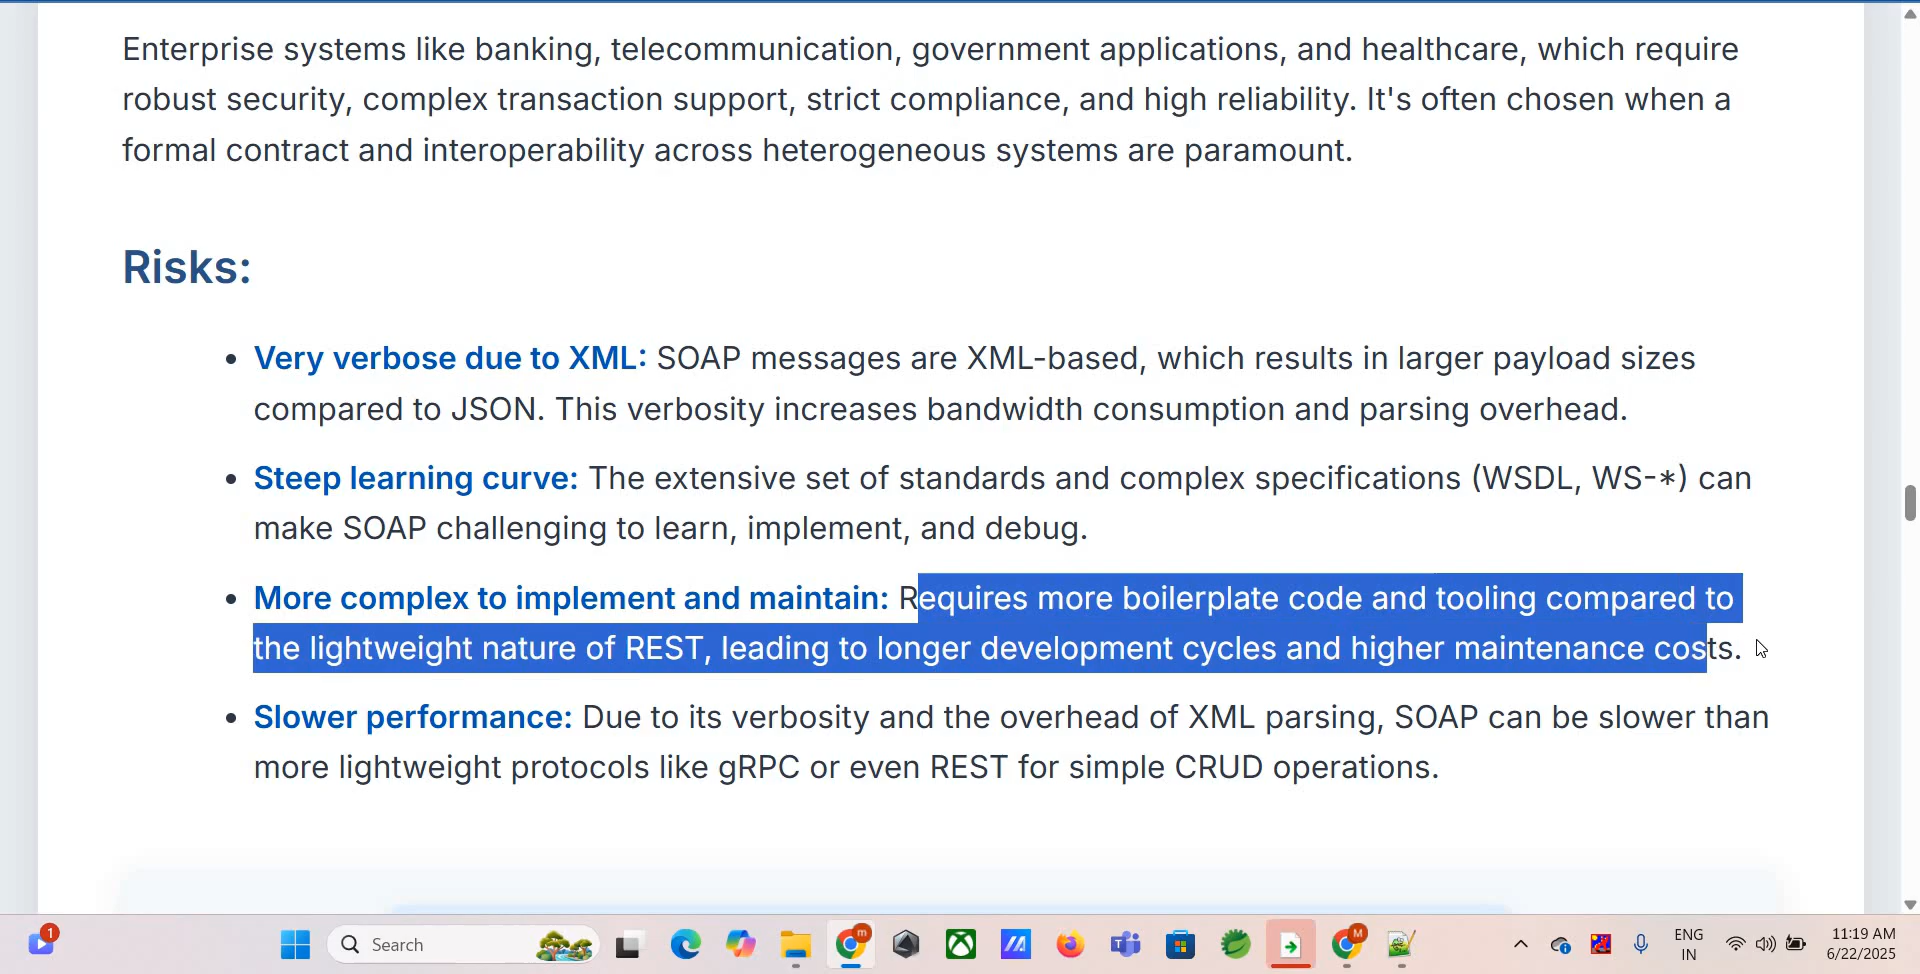 Enterprise systems like banking, telecommunication, government applications, and healthcare, which require
robust security, complex transaction support, strict compliance, and high reliability. It's often chosen when a
formal contract and interoperability across heterogeneous systems are paramount.
Risks:
• Very verbose due to XML: SOAP messages are XML-based, which results in larger payload sizes
compared to JSON. This verbosity increases bandwidth consumption and parsing overhead.
• Steep learning curve: The extensive set of standards and complex specifications (WSDL, WS-*) can
make SOAP challenging to learn, implement, and debug.
• More complex to implement and maintain: Requires more boilerplate code and tooling compared to
the lightweight nature of REST, leading to longer development cycles and higher maintenance costs.
• Slower performance: Due to its verbosity and the overhead of XML parsing, SOAP can be slower than
more lightweight protocols like gRPC or even REST for simple CRUD operations.
1
Search
m
M
ENG
IN
11:19 AM
6/22/2025